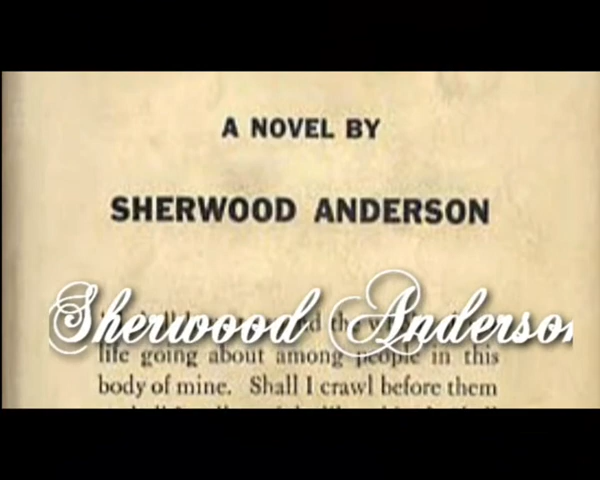 A NOVEL BY
SHERWOOD ANDERSON
Sherwood Anderson
the
life going about among people in this
body of mine. Shall I crawl before them